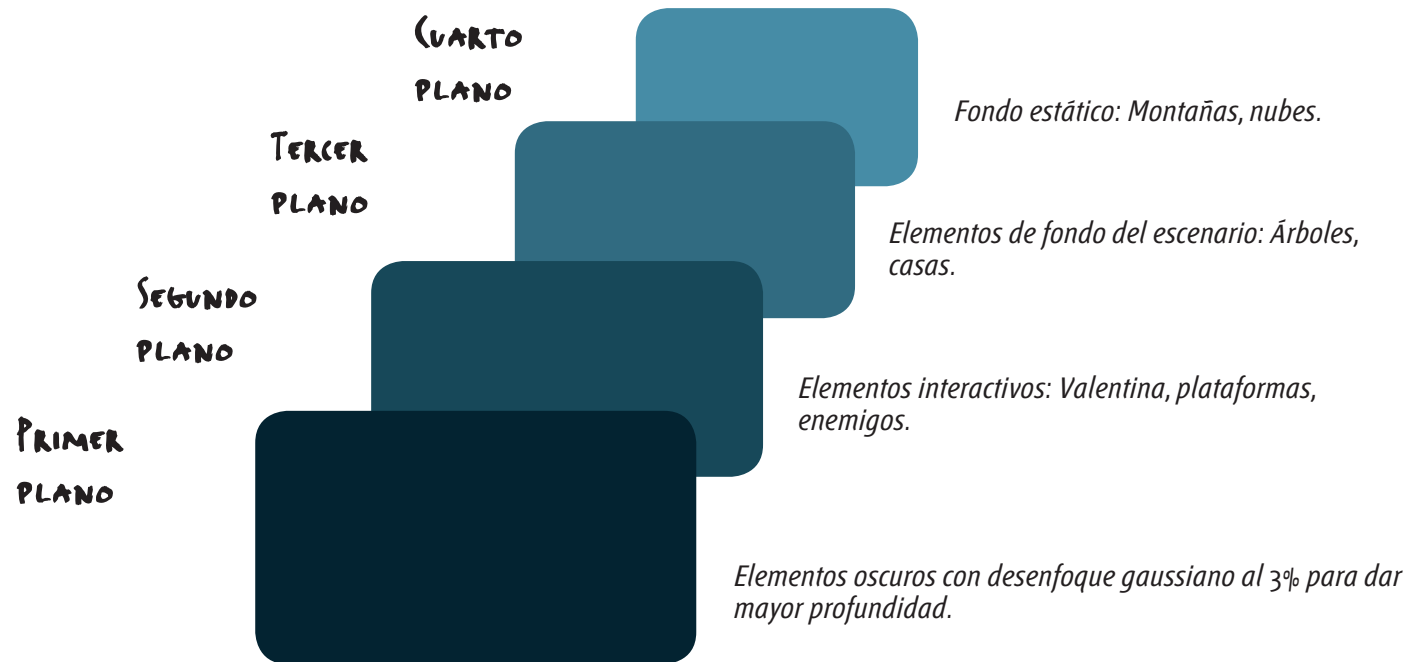 Cuarto
plano
Fondo estático: Montañas, nubes.
Tercer
plano
Elementos de fondo del escenario: Árboles,
casas.
Segundo
plano
Elementos interactivos: Valentina, plataformas,
enemigos.
Primer
plano
Elementos oscuros con desenfoque gaussiano al 3% para dar
mayor profundidad.